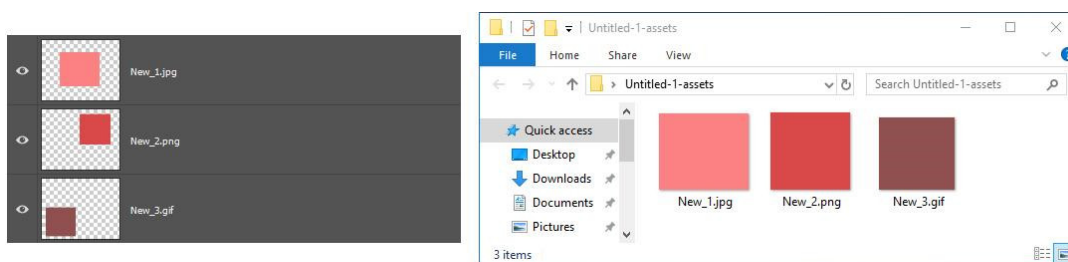 New_1.jpg
New_2.png
New_3.gif
Untitled-1-assets
File Home Share View
Untitled-1-assets
Search Untitled-1-assets
Quick access
Desktop
Downloads
Documents
Pictures
New_1.jpg New_2.png New_3.gif
3 items